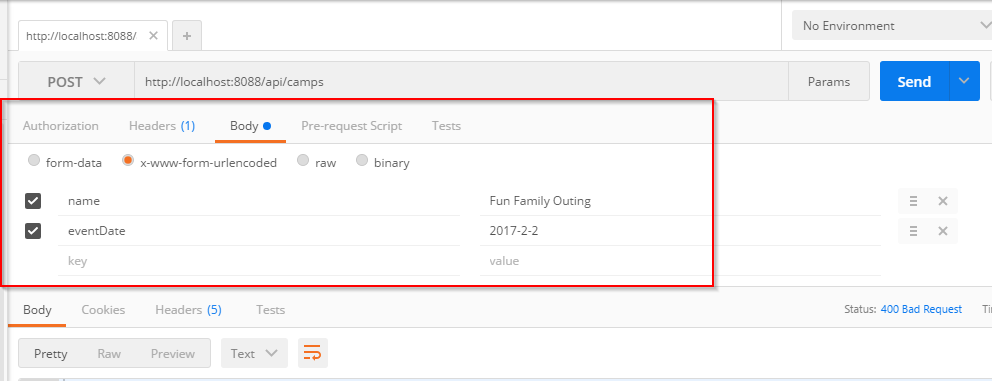 http://localhost:8088/
No Environment
POST http://localhost:8088/api/camps Params Send
Authorization Headers (1) Body Pre-request Script Tests
form-data x-www-form-urlencoded raw binary
name Fun Family Outing
eventDate 2017-2-2
key value
Body Cookies Headers (5) Tests Status: 400 Bad Request
Pretty Raw Preview Text